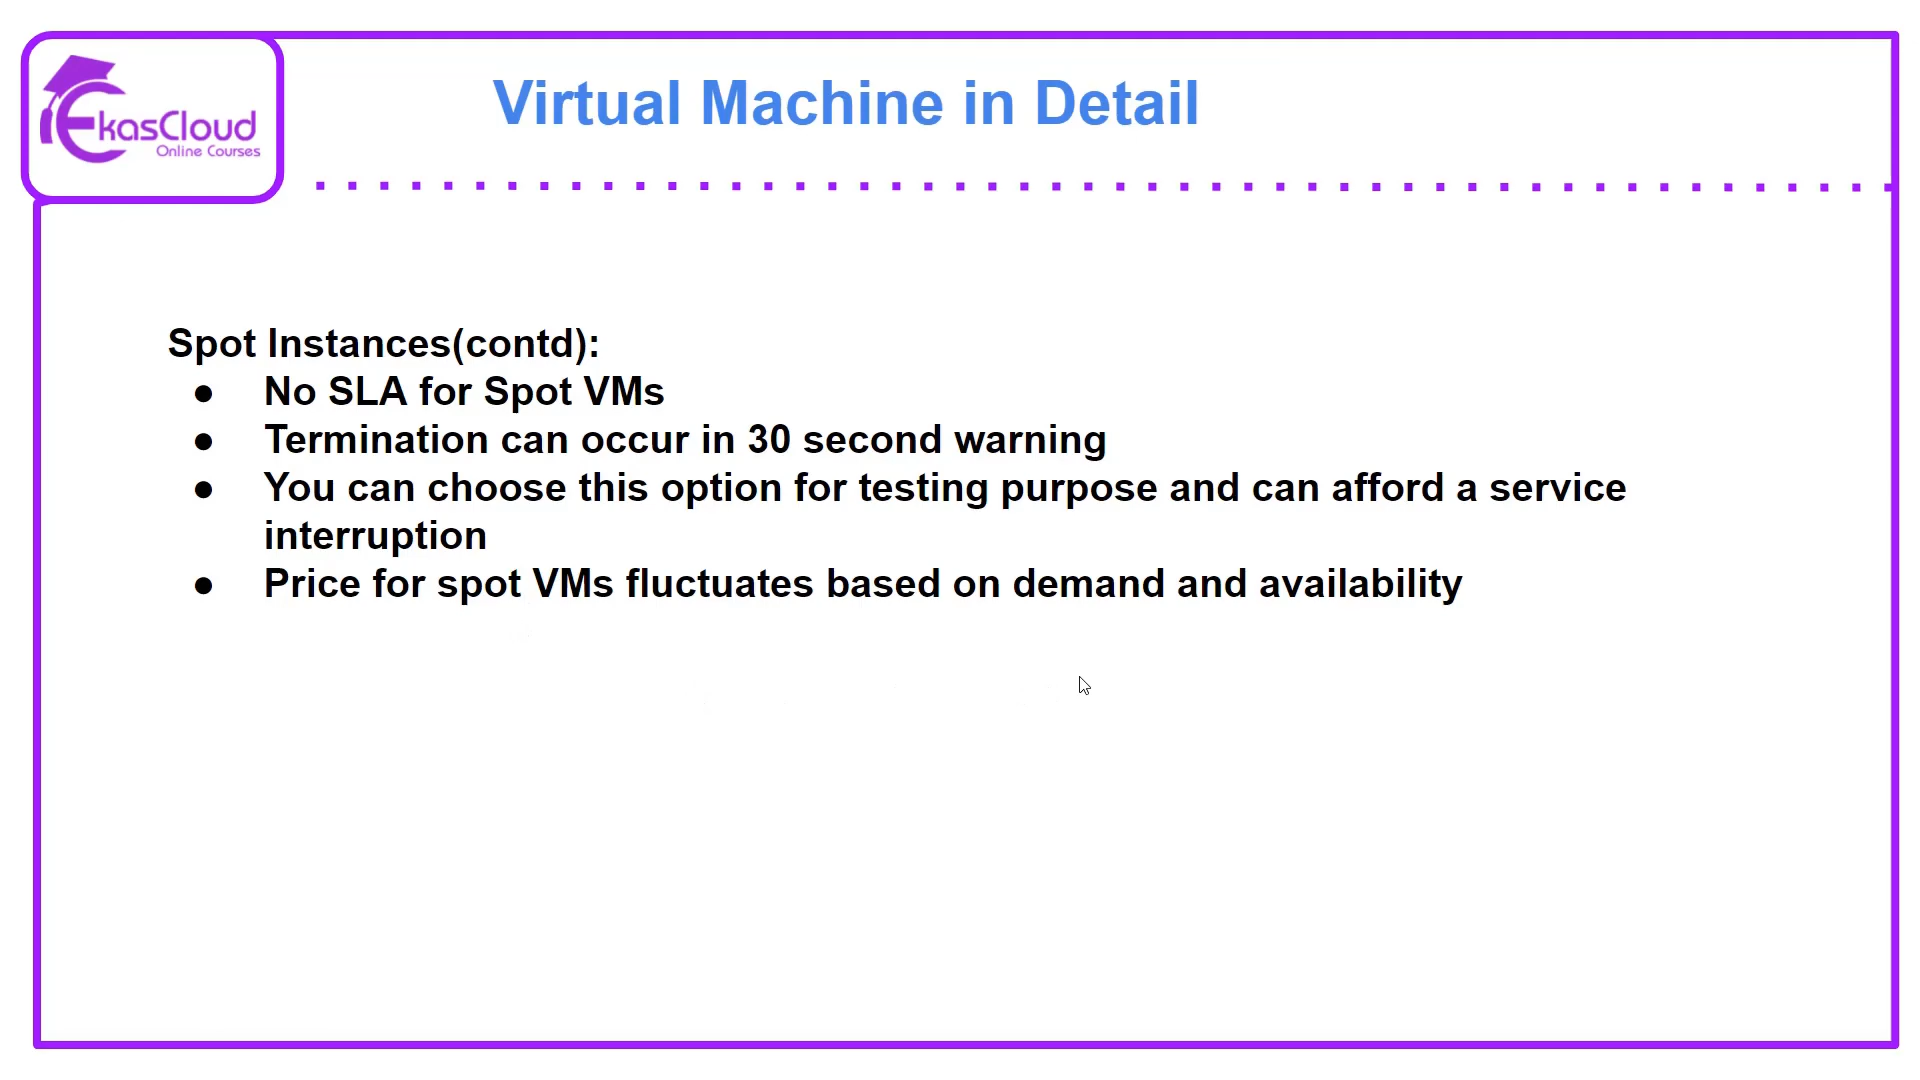 EkasCloud
Online Courses
Virtual Machine in Detail
Spot Instances(contd):
● No SLA for Spot VMs
● Termination can occur in 30 second warning
● You can choose this option for testing purpose and can afford a service
interruption
● Price for spot VMs fluctuates based on demand and availability